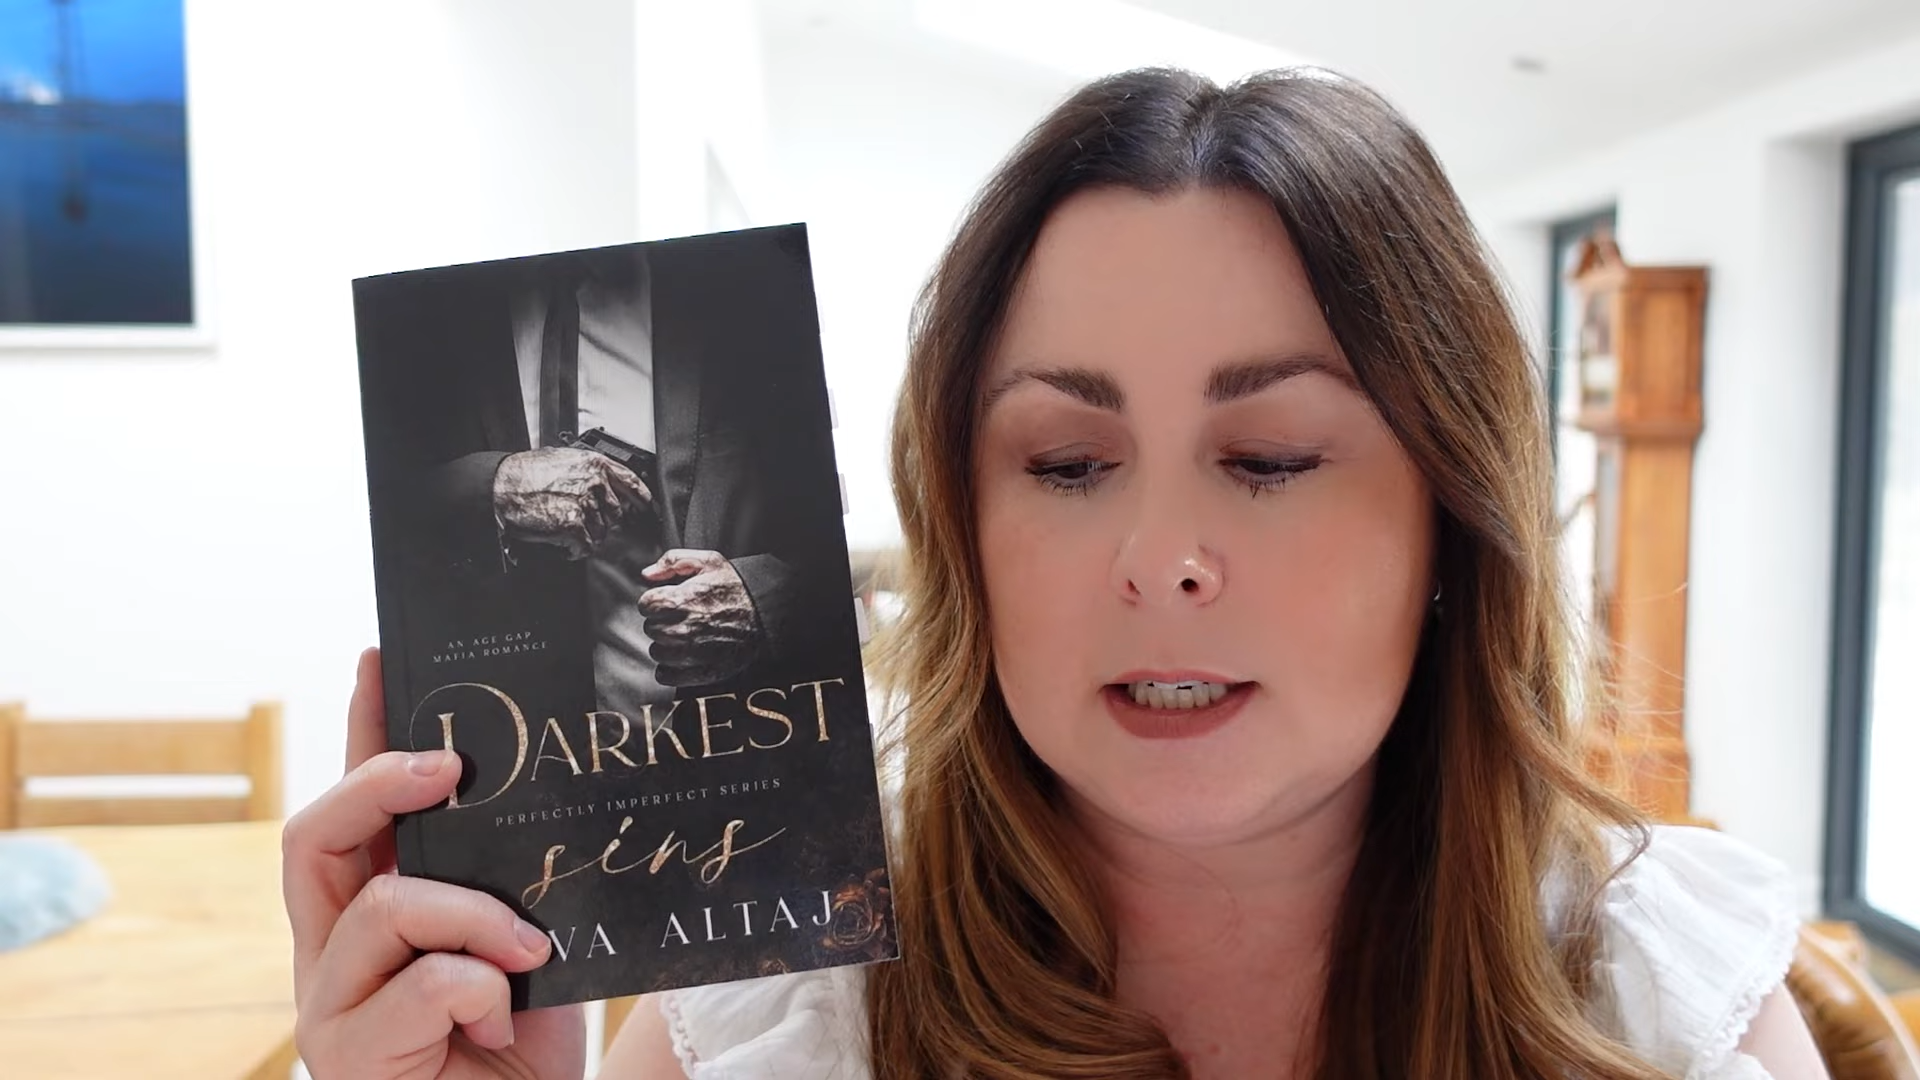 AN AGE GAP
MAFIA ROMANCE
DARKEST
PERFECTLY IMPERFECT SERIES
sins
VA ALTAJ